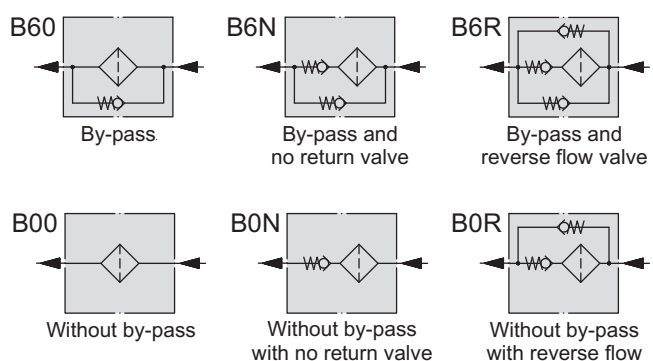 B60
By-pass
B6N
By-pass and
no return valve
B6R
By-pass and
reverse flow valve
B00
Without by-pass
B0N
Without by-pass
with no return valve
B0R
Without by-pass
with reverse flow